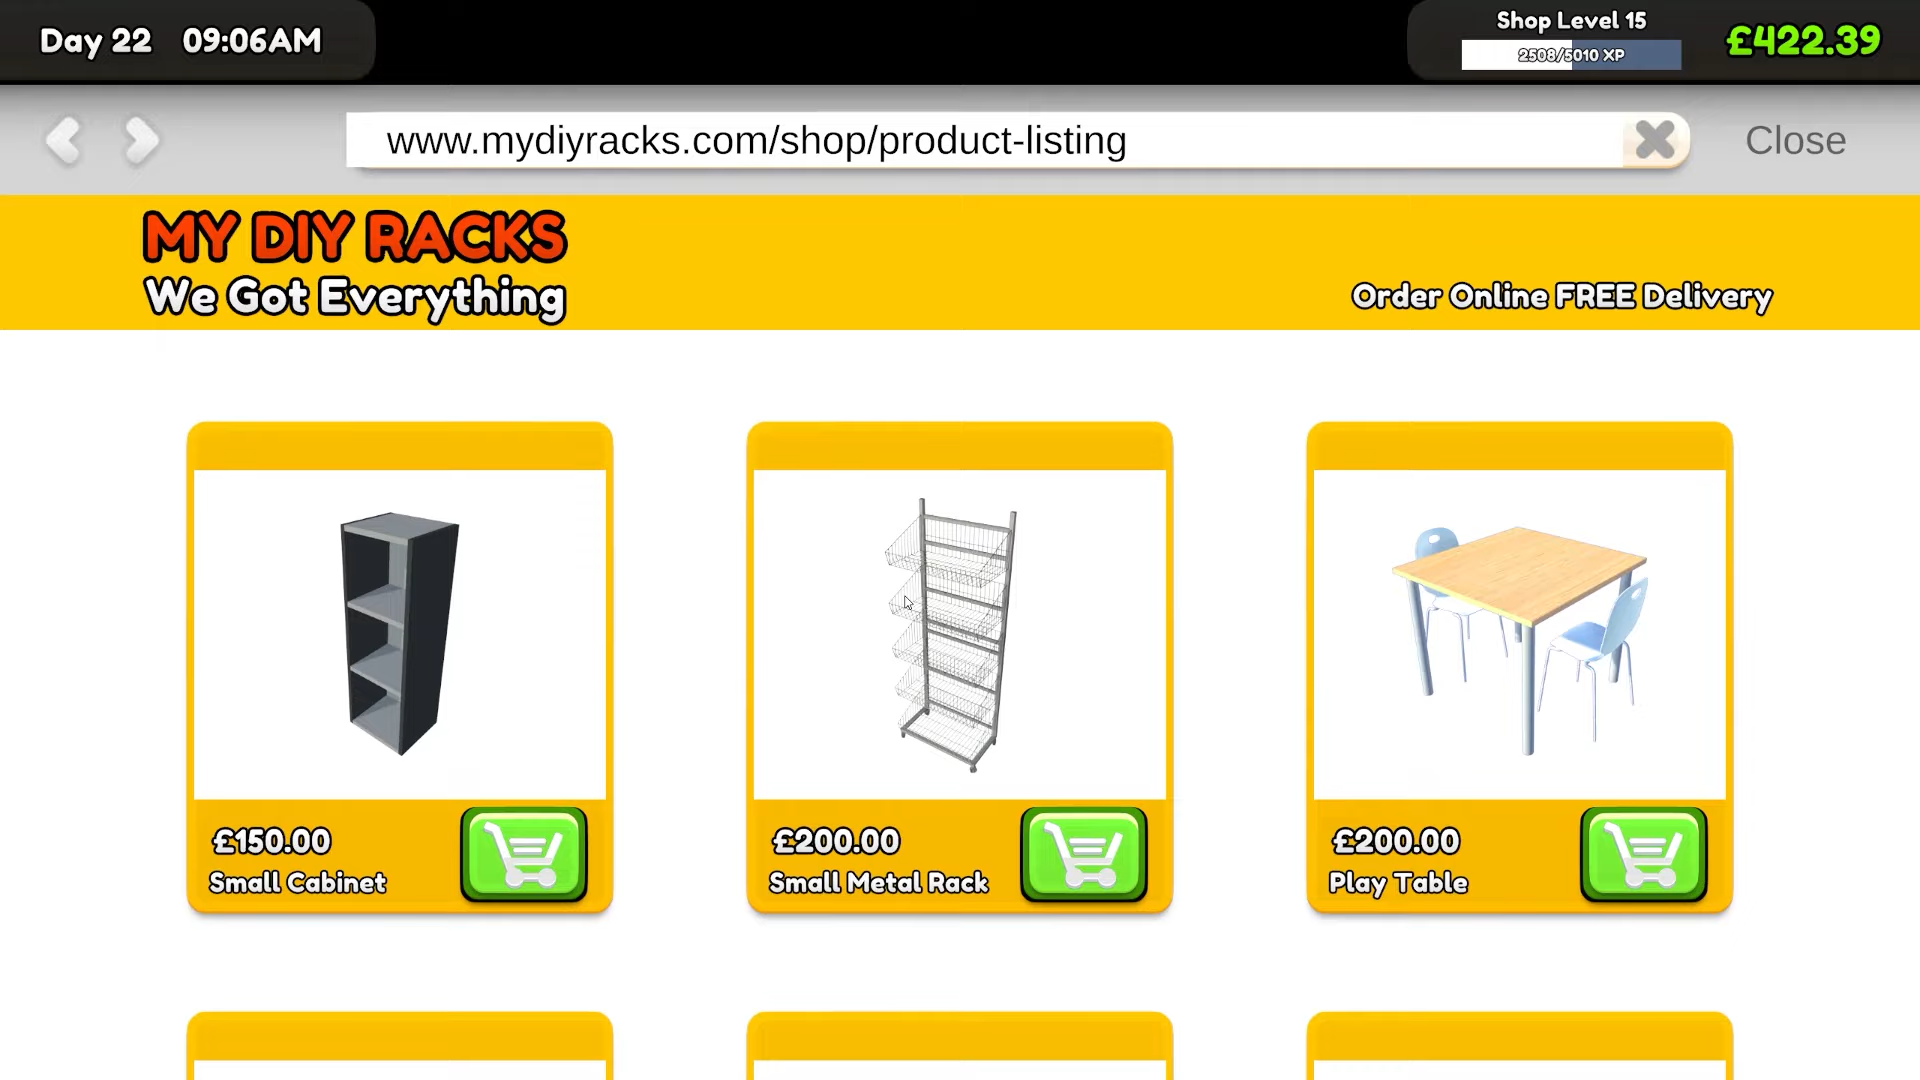 Day 22 09:06AM
Shop Level 15
2508/5010 XP
£422.39
www.mydiyracks.com/shop/product-listing
Close
MY DIY RACKS
We Got Everything
Order Online FREE Delivery
£150.00
Small Cabinet
£200.00
Small Metal Rack
£200.00
Play Table